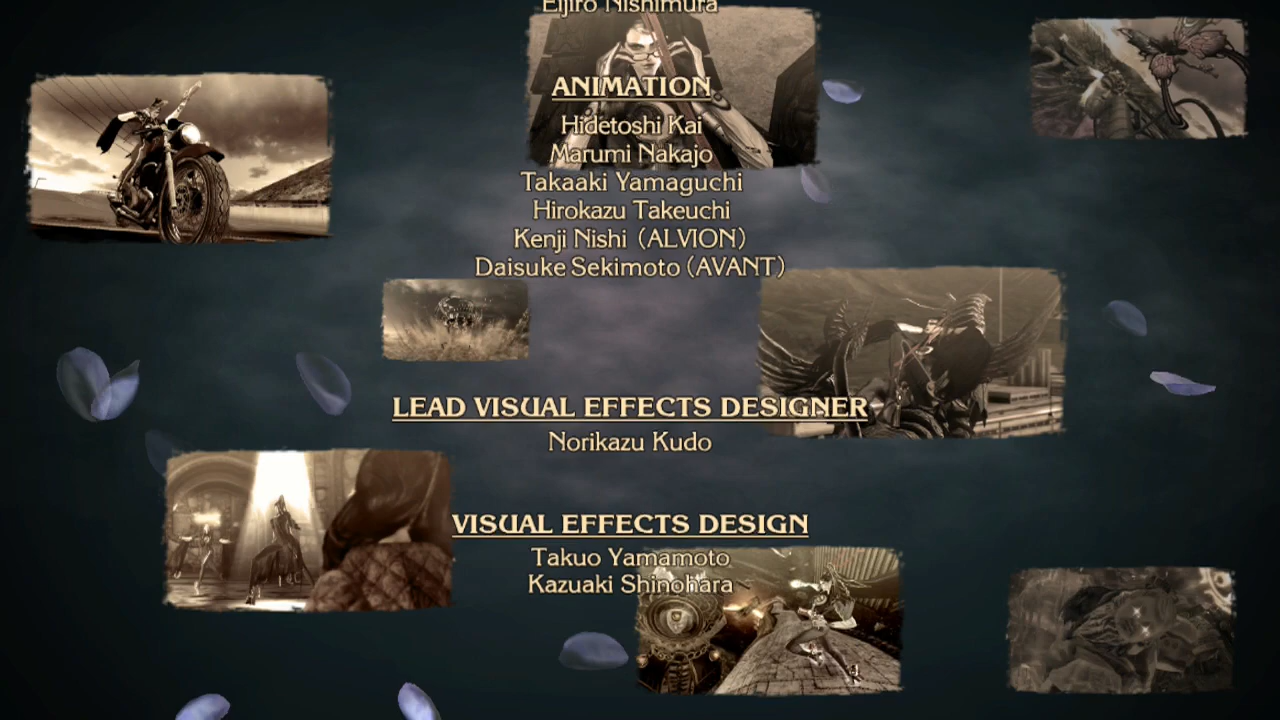 Eijiro Nishimura
ANIMATION
Hidetoshi Kai
Marumi Nakajo
Takaaki Yamaguchi
Hirokazu Takeuchi
Kenji Nishi (ALVION)
Daisuke Sekimoto (AVANT)
LEAD VISUAL EFFECTS DESIGNER
Norikazu Kudo
VISUAL EFFECTS DESIGN
Takuo Yamamoto
Kazuaki Shinohara